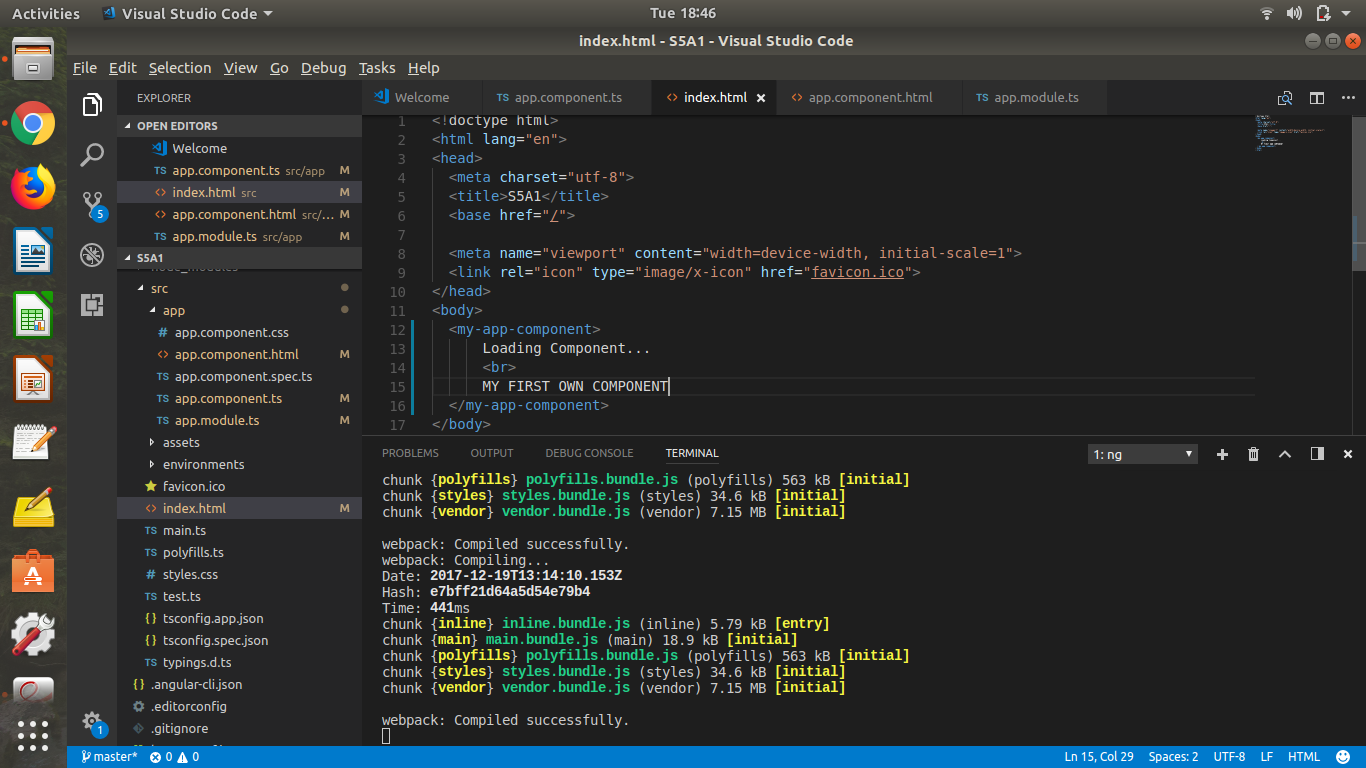 Activities Visual Studio Code Tue 18:46
index.html - S5A1 - Visual Studio Code
File Edit Selection View Go Debug Tasks Help
EXPLORER
OPEN EDITORS
Welcome
TS app.component.ts src/app M
<> index.html src M
<> app.component.html src/... M
TS app.module.ts src/app M
S5A1
node_modules
src
app
# app.component.css
<> app.component.html M
TS app.component.spec.ts
TS app.component.ts M
TS app.module.ts M
assets
environments
favicon.ico
<> index.html M
TS main.ts
TS polyfills.ts
# styles.css
TS test.ts
{} tsconfig.app.json
{} tsconfig.spec.json
TS typings.d.ts
{} .angular-cli.json
.editorconfig
.gitignore
5
1
Welcome TS app.component.ts <> index.html × <> app.component.html TS app.module.ts ...
1 <!doctype html>
2 <html lang="en">
3 <head>
4 <meta charset="utf-8">
5 <title>S5A1</title>
6 <base href="/">
7
8 <meta name="viewport" content="width=device-width, initial-scale=1">
9 <link rel="icon" type="image/x-icon" href="favicon.ico">
10 </head>
11 <body>
12 <my-app-component>
13 Loading Component...
14 <br>
15 MY FIRST OWN COMPONENT
16 </my-app-component>
17 </body>
PROBLEMS OUTPUT DEBUG CONSOLE TERMINAL 1: ng
chunk {polyfills} polyfills.bundle.js (polyfills) 563 kB [initial]
chunk {styles} styles.bundle.js (styles) 34.6 kB [initial]
chunk {vendor} vendor.bundle.js (vendor) 7.15 MB [initial]
webpack: Compiled successfully.
webpack: Compiling...
Date: 2017-12-19T13:14:10.153Z
Hash: e7bff21d64a5d54e79b4
Time: 441ms
chunk {inline} inline.bundle.js (inline) 5.79 kB [entry]
chunk {main} main.bundle.js (main) 18.9 kB [initial]
chunk {polyfills} polyfills.bundle.js (polyfills) 563 kB [initial]
chunk {styles} styles.bundle.js (styles) 34.6 kB [initial]
chunk {vendor} vendor.bundle.js (vendor) 7.15 MB [initial]
webpack: Compiled successfully.
master* 0 0 Ln 15, Col 29 Spaces: 2 UTF-8 LF HTML